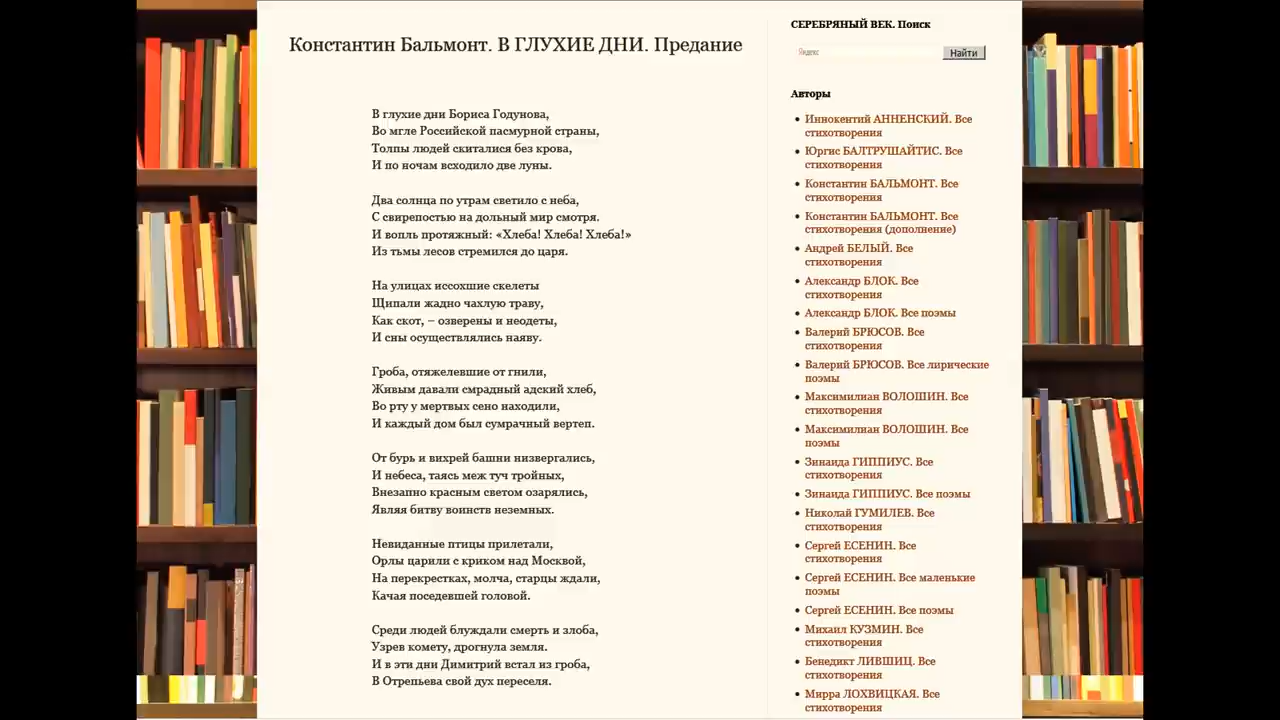 Константин Бальмонт. В ГЛУХИЕ ДНИ. Предание
В глухие дни Бориса Годунова,
Во мгле Российской пасмурной страны,
Толпы людей скиталися без крова,
И по ночам всходило две луны.
Два солнца по утрам светило с неба,
С свирепостью на дольный мир смотря.
И вопль протяжный: «Хлеба! Хлеба! Хлеба!»
Из тьмы лесов стремился до царя.
На улицах иссохшие скелеты
Щипали жадно чахлую траву,
Как скот, – озверены и неодеты,
И сны осуществлялись наяву.
Гроба, отяжелевшие от гнили,
Живым давали смрадный адский хлеб,
Во рту у мертвых сено находили,
И каждый дом был сумрачный вертеп.
От бурь и вихрей башни низвергались,
И небеса, таясь меж туч тройных,
Внезапно красным светом озарялись,
Являя битву воинств неземных.
Невиданные птицы прилетали,
Орлы царили с криком над Москвой,
На перекрестках, молча, старцы ждали,
Качая поседевшей головой.
Среди людей блуждали смерть и злоба,
Узрев комету, дрогнула земля.
И в эти дни Димитрий встал из гроба,
В Отрепьева свой дух переселя.
СЕРЕБРЯНЫЙ ВЕК. Поиск
Яндекс
Найти
Авторы
Иннокентий АННЕНСКИЙ. Все
стихотворения
Юргис БАЛТРУШАЙТИС. Все
стихотворения
Константин БАЛЬМОНТ. Все
стихотворения
Константин БАЛЬМОНТ. Все
стихотворения (дополнение)
Андрей БЕЛЫЙ. Все
стихотворения
Александр БЛОК. Все
стихотворения
Александр БЛОК. Все поэмы
Валерий БРЮСОВ. Все
стихотворения
Валерий БРЮСОВ. Все лирические
поэмы
Максимилиан ВОЛОШИН. Все
стихотворения
Максимилиан ВОЛОШИН. Все
поэмы
Зинаида ГИППИУС. Все
стихотворения
Зинаида ГИППИУС. Все поэмы
Николай ГУМИЛЕВ. Все
стихотворения
Сергей ЕСЕНИН. Все
стихотворения
Сергей ЕСЕНИН. Все маленькие
поэмы
Сергей ЕСЕНИН. Все поэмы
Михаил КУЗМИН. Все
стихотворения
Бенедикт ЛИВШИЦ. Все
стихотворения
Мирра ЛОХВИЦКАЯ. Все
стихотворения